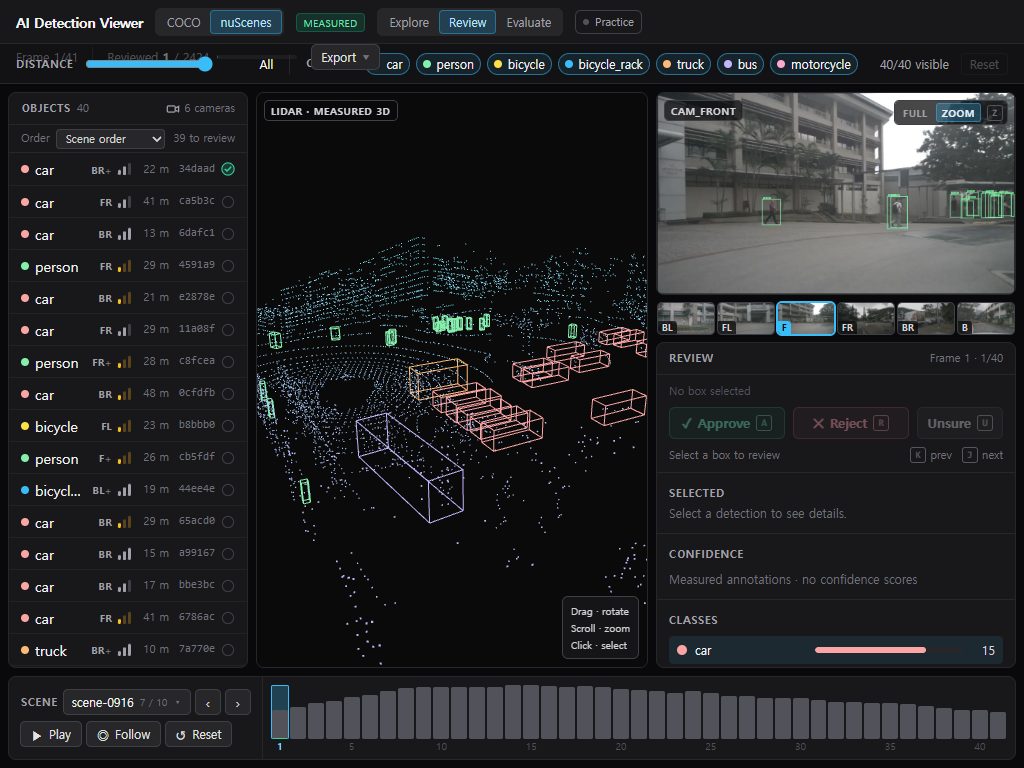 AI Detection Viewer COCO nuScenes MEASURED Explore Review Evaluate Practice
Frame 1/41 Reviewed 1 / 2424 Export
DISTANCE All car person bicycle bicycle_rack truck bus motorcycle 40/40 visible Reset
OBJECTS 40 6 cameras
Order Scene order 39 to review
car BR+ 22 m 34daad
car FR 41 m ca5b3c
car BR 13 m 6dafc1
person FR 29 m 4591a9
car BR 21 m e2878e
car FR 29 m 11a08f
person FR+ 28 m c8fcea
car BR 48 m 0cfdfb
bicycle FL 23 m b8bbb0
person F+ 26 m cb5fdf
bicycl... BL+ 19 m 44ee4e
car BR 29 m 65acd0
car BR 15 m a99167
car BR 17 m bbe3bc
car FR 41 m 6786ac
truck BR+ 10 m 7a770e
LIDAR · MEASURED 3D
Drag · rotate
Scroll · zoom
Click · select
CAM_FRONT FULL ZOOM Z
BL FL F FR BR B
REVIEW Frame 1 · 1/40
No box selected
✓ Approve A ✕ Reject R Unsure U
Select a box to review K prev J next
SELECTED
Select a detection to see details.
CONFIDENCE
Measured annotations · no confidence scores
CLASSES
car 15
SCENE scene-0916 7 / 10 ‹ ›
Play Follow Reset
1 5 10 15 20 25 30 35 40